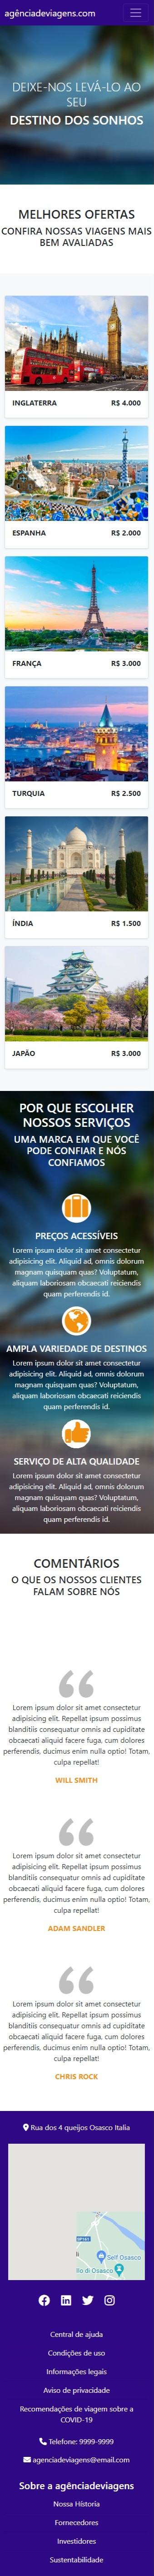 agênciadeviagens.com
DEIXE-NOS LEVÁ-LO AO
SEU
DESTINO DOS SONHOS
MELHORES OFERTAS
CONFIRA NOSSAS VIAGENS MAIS
BEM AVALIADAS
INGLATERRA R$ 4.000
ESPANHA R$ 2.000
FRANÇA R$ 3.000
TURQUIA R$ 2.500
ÍNDIA R$ 1.500
JAPÃO R$ 3.000
POR QUE ESCOLHER
NOSSOS SERVIÇOS
UMA MARCA EM QUE VOCÊ
PODE CONFIAR E NÓS
CONFIAMOS
PREÇOS ACESSÍVEIS
Lorem ipsum dolor sit amet consectetur
adipisicing elit. Aliquid ad, omnis dolorum
magnam quisquam quas? Voluptatum,
aliquam laboriosam obcaecati reiciendis
quam perferendis id.
AMPLA VARIEDADE DE DESTINOS
Lorem ipsum dolor sit amet consectetur
adipisicing elit. Aliquid ad, omnis dolorum
magnam quisquam quas? Voluptatum,
aliquam laboriosam obcaecati reiciendis
quam perferendis id.
SERVIÇO DE ALTA QUALIDADE
Lorem ipsum dolor sit amet consectetur
adipisicing elit. Aliquid ad, omnis dolorum
magnam quisquam quas? Voluptatum,
aliquam laboriosam obcaecati reiciendis
quam perferendis id.
COMENTÁRIOS
O QUE OS NOSSOS CLIENTES
FALAM SOBRE NÓS
Lorem ipsum dolor sit amet consectetur
adipisicing elit. Repellat ipsum possimus
blanditiis consequatur omnis ad cupiditate
obcaecati aliquid facere fuga, cum dolores
perferendis, ducimus enim nulla optio! Totam,
culpa repellat!
WILL SMITH
Lorem ipsum dolor sit amet consectetur
adipisicing elit. Repellat ipsum possimus
blanditiis consequatur omnis ad cupiditate
obcaecati aliquid facere fuga, cum dolores
perferendis, ducimus enim nulla optio! Totam,
culpa repellat!
ADAM SANDLER
Lorem ipsum dolor sit amet consectetur
adipisicing elit. Repellat ipsum possimus
blanditiis consequatur omnis ad cupiditate
obcaecati aliquid facere fuga, cum dolores
perferendis, ducimus enim nulla optio! Totam,
culpa repellat!
CHRIS ROCK
Rua dos 4 queijos Osasco Italia
Self Osasco
llo di Osasco
Central de ajuda
Condições de uso
Informações legais
Aviso de privacidade
Recomendações de viagem sobre a
COVID-19
Telefone: 9999-9999
agenciadeviagens@email.com
Sobre a agênciadeviagens
Nossa História
Fornecedores
Investidores
Sustentabilidade